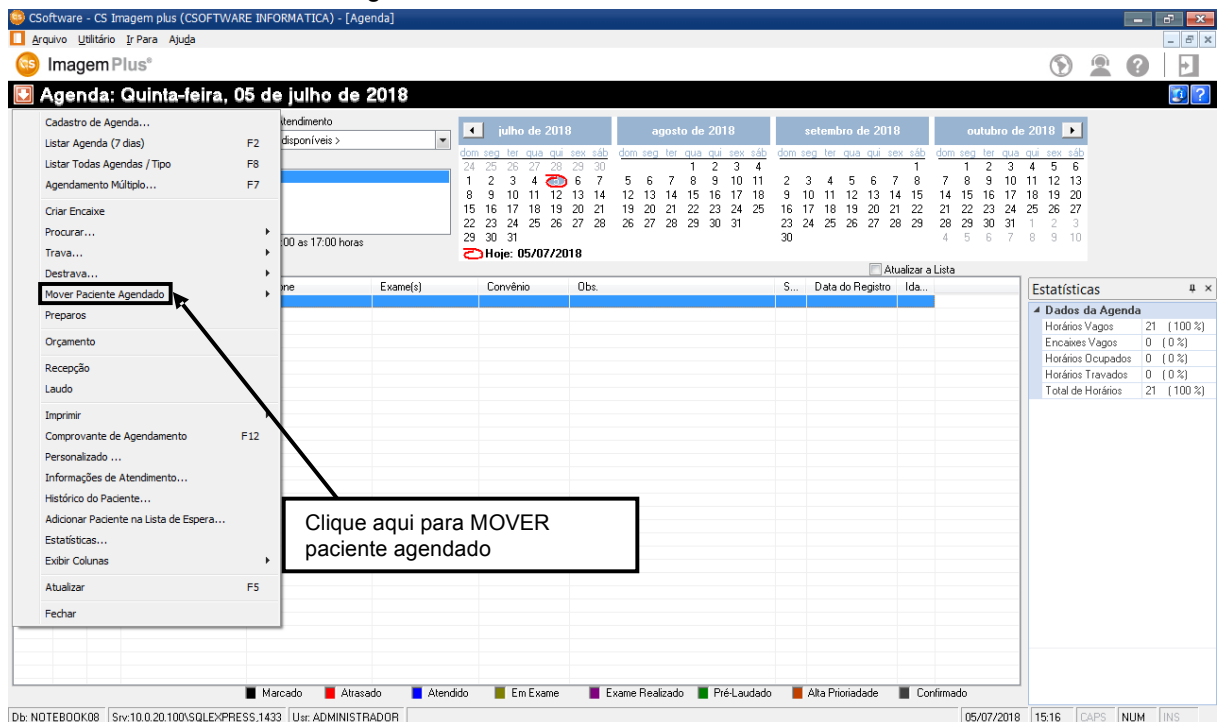 CSoftware - CS Imagem plus (CSOFTWARE INFORMATICA) - [Agenda]
Arquivo Utilitário Ir Para Ajuda
CS ImagemPlus®
Agenda: Quinta-feira, 05 de julho de 2018
Cadastro de Agenda...
Listar Agenda (7 dias) F2
Listar Todas Agendas / Tipo F8
Agendamento Múltiplo... F7
Criar Encaixe
Procurar...
Trava...
Destrava...
Mover Paciente Agendado
Preparos
Orçamento
Recepção
Laudo
Imprimir
Comprovante de Agendamento F12
Personalizado ...
Informações de Atendimento...
Histórico do Paciente...
Adicionar Paciente na Lista de Espera...
Estatísticas...
Exibir Colunas
Atualizar F5
Fechar
Atendimento
disponíveis >
:00 as 17:00 horas
julho de 2018
dom seg ter qua qui sex sáb
24 25 26 27 28 29 30
1 2 3 4 5 6 7
8 9 10 11 12 13 14
15 16 17 18 19 20 21
22 23 24 25 26 27 28
29 30 31
agosto de 2018
dom seg ter qua qui sex sáb
1 2 3 4
5 6 7 8 9 10 11
12 13 14 15 16 17 18
19 20 21 22 23 24 25
26 27 28 29 30 31
setembro de 2018
dom seg ter qua qui sex sáb
1
2 3 4 5 6 7 8
9 10 11 12 13 14 15
16 17 18 19 20 21 22
23 24 25 26 27 28 29
30
outubro de 2018
dom seg ter qua qui sex sáb
1 2 3 4 5 6
7 8 9 10 11 12 13
14 15 16 17 18 19 20
21 22 23 24 25 26 27
28 29 30 31 1 2 3
4 5 6 7 8 9 10
Hoje: 05/07/2018
Atualizar a Lista
one Exame(s) Convênio Obs. S... Data do Registro Ida...
Clique aqui para MOVER
paciente agendado
Estatísticas
Dados da Agenda
Horários Vagos 21 (100 %)
Encaixes Vagos 0 (0 %)
Horários Ocupados 0 (0 %)
Horários Travados 0 (0 %)
Total de Horários 21 (100 %)
Marcado Atrasado Atendido Em Exame Exame Realizado Pré-Laudado Alta Prioriadade Confirmado
Db: NOTEBOOK08 Srv:10.0.20.100\SQLEXPRESS,1433 Usr: ADMINISTRADOR 05/07/2018 15:16 CAPS NUM INS